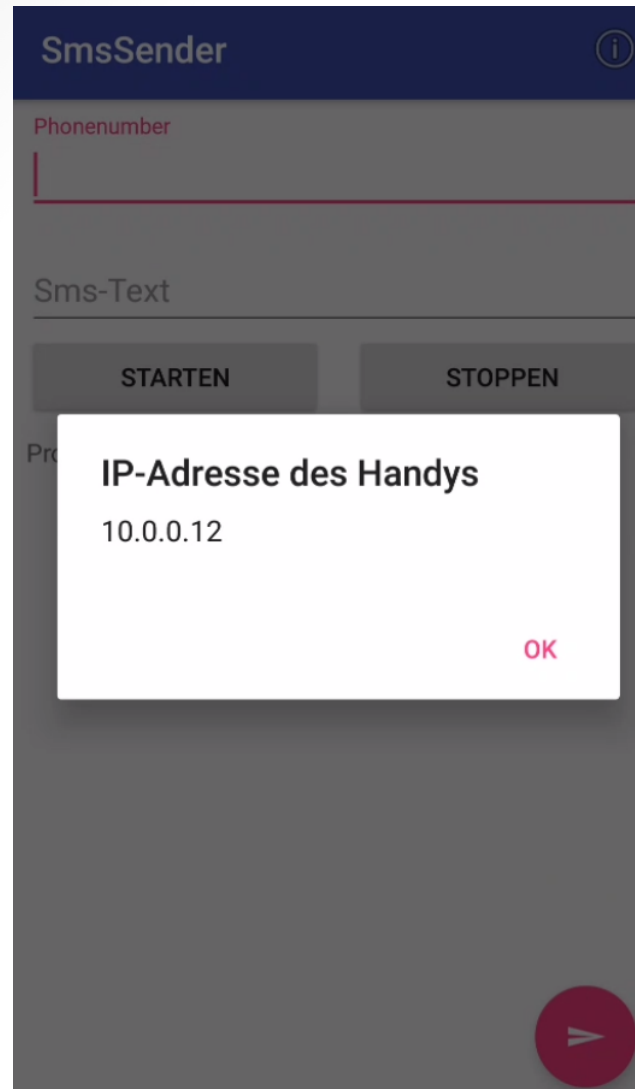 SmsSender
Phonenumber
Sms-Text
STARTEN STOPPEN
IP-Adresse des Handys
10.0.0.12
OK